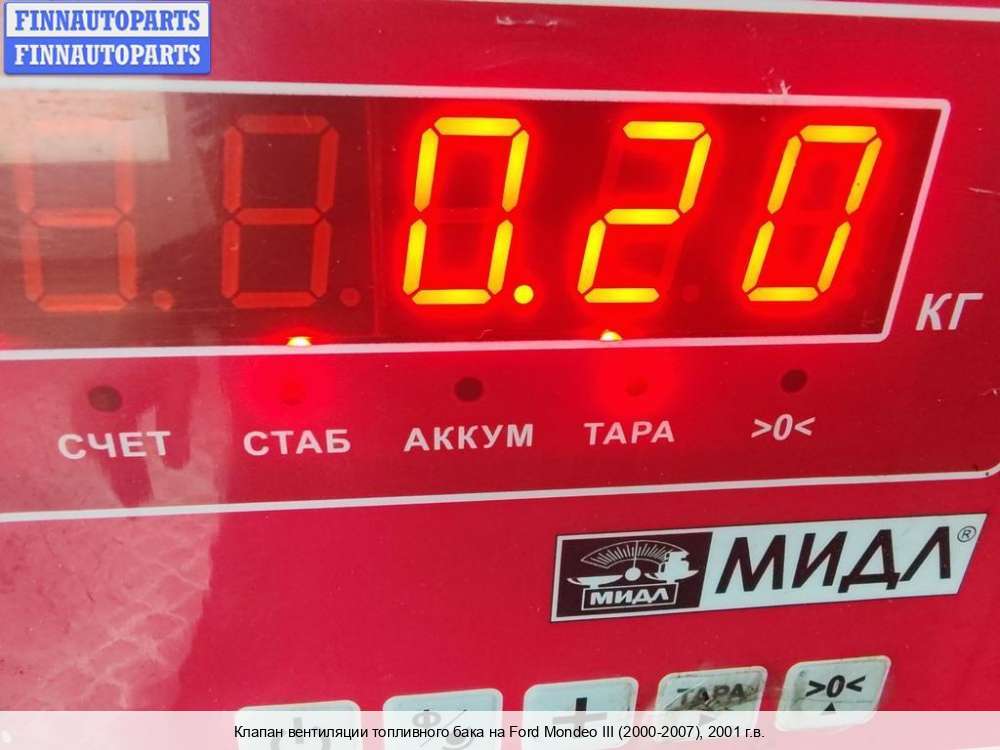 FINNAUTOPARTS
FINNAUTOPARTS
0.20
КГ
СЧЕТ СТАБ АККУМ ТАРА >0<
МИДЛ МИДЛ®
+ ТАРА >0<
Клапан вентиляции топливного бака на Ford Mondeo III (2000-2007), 2001 г.в.